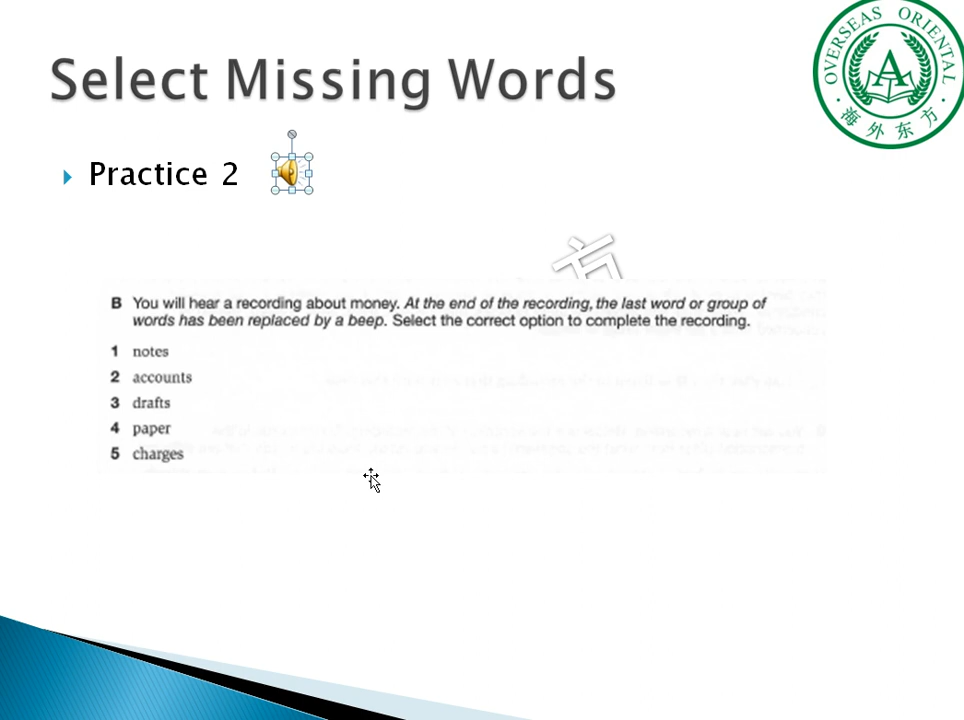 Select Missing Words
OVERSEAS ORIENTAL
A
·海外东方·
Practice 2
方
B You will hear a recording about money. At the end of the recording, the last word or group of
words has been replaced by a beep. Select the correct option to complete the recording.
1 notes
2 accounts
3 drafts
4 paper
5 charges